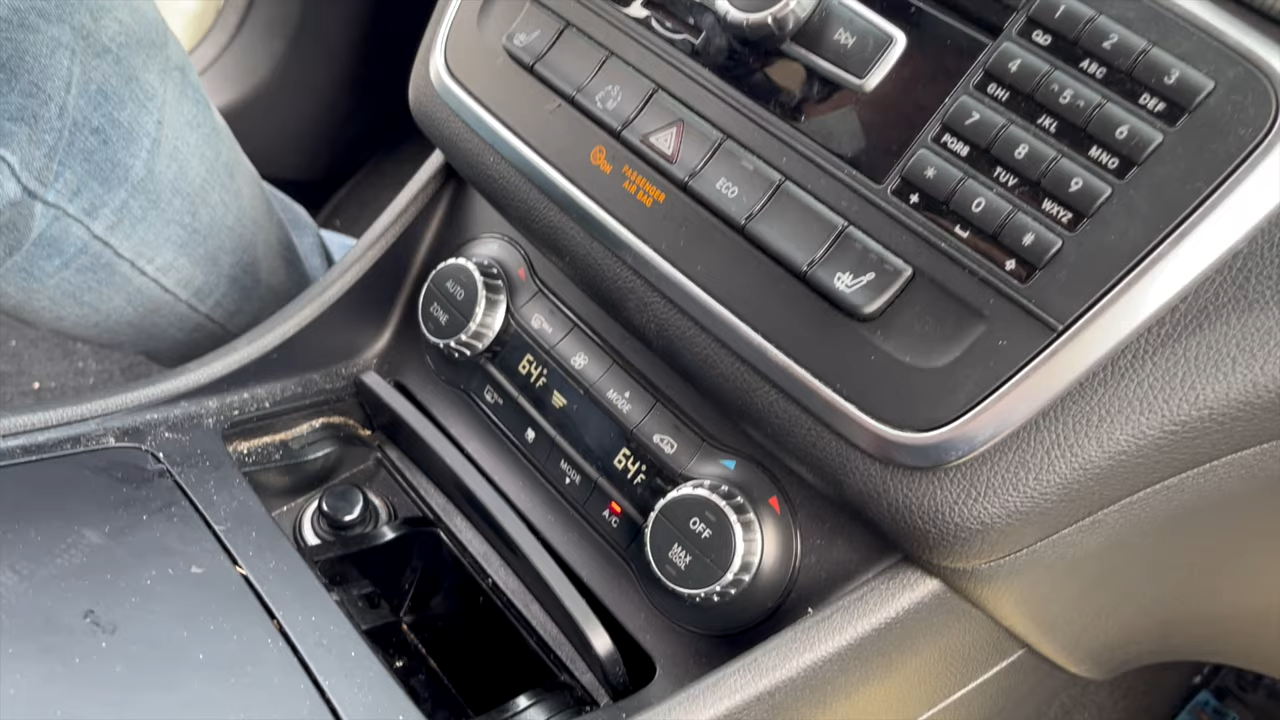 1
2
ABC
3
DEF
4
GHI
5
JKL
6
MNO
7
PQRS
8
TUV
9
WXYZ
*
+
0
#
ON
PASSENGER
AIR BAG
ECO
AUTO
ZONE
64°F
MODE
64°F
MODE
A/C
OFF
MAX
COOL